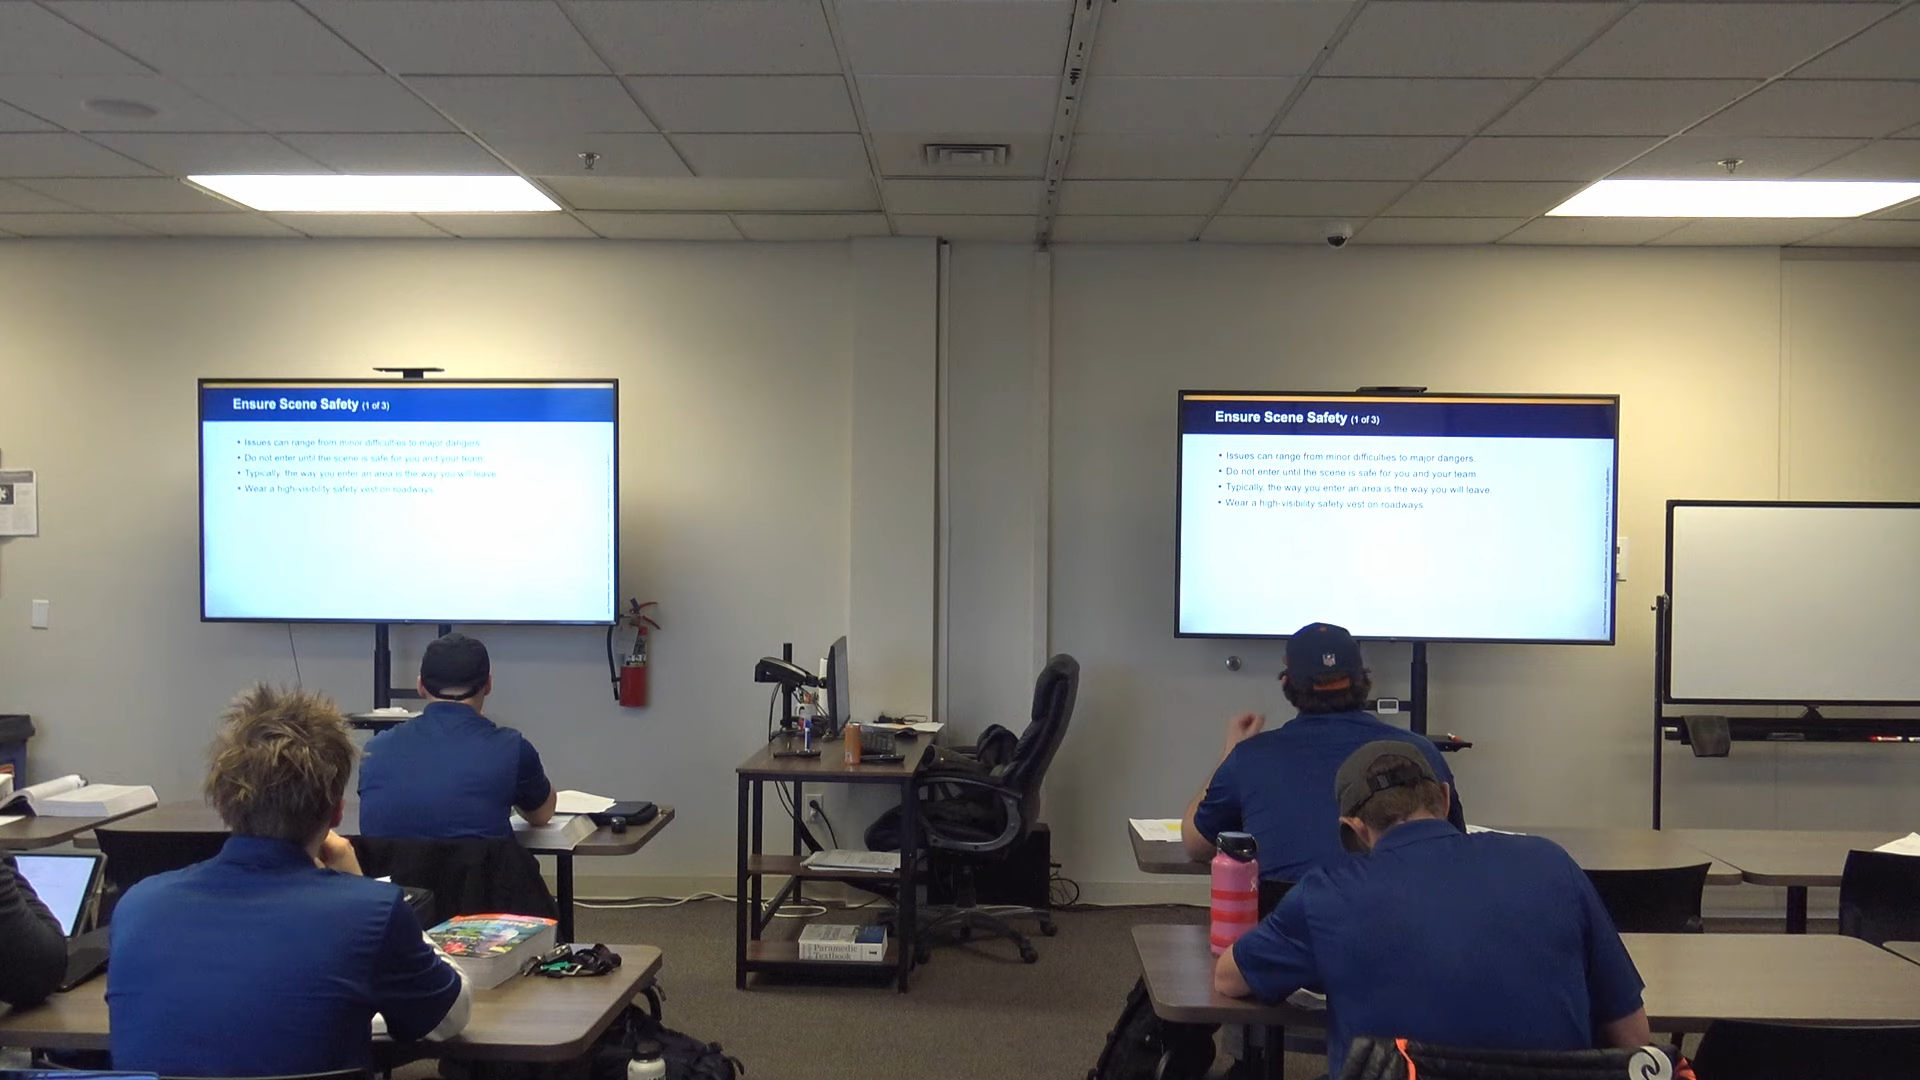 Ensure Scene Safety (1 of 3)
• Issues can range from minor difficulties to major dangers.
• Do not enter until the scene is safe for you and your team.
• Typically, the way you enter an area is the way you will leave.
• Wear a high-visibility safety vest on roadways.
Ensure Scene Safety (1 of 3)
• Issues can range from minor difficulties to major dangers.
• Do not enter until the scene is safe for you and your team.
• Typically, the way you enter an area is the way you will leave.
• Wear a high-visibility safety vest on roadways.
Paramedic
Textbook
1